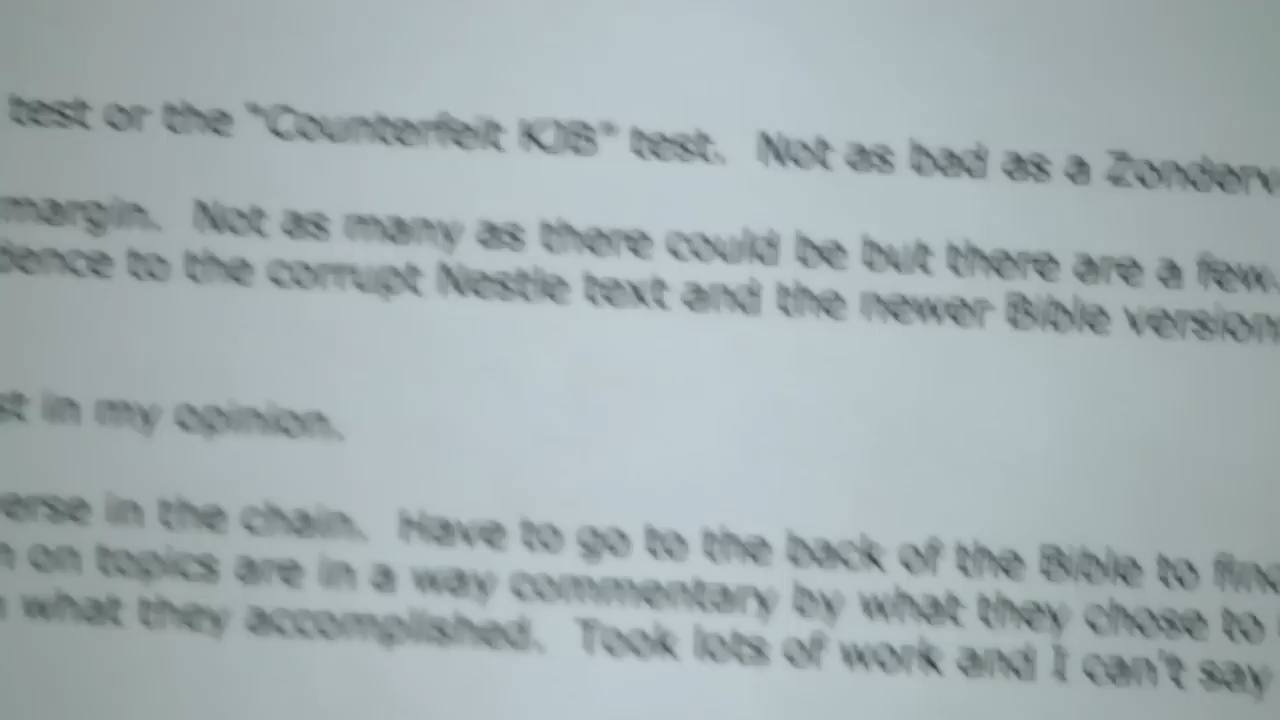 test or the "Counterfeit KJB" test.  Not as bad as a Zonderv
margin.  Not as many as there could be but there are a few.
dence to the corrupt Nestle text and the newer Bible version
st in my opinion.
erse in the chain.  Have to go to the back of the Bible to find
n on topics are in a way commentary by what they chose to
what they accomplished.  Took lots of work and I can't say